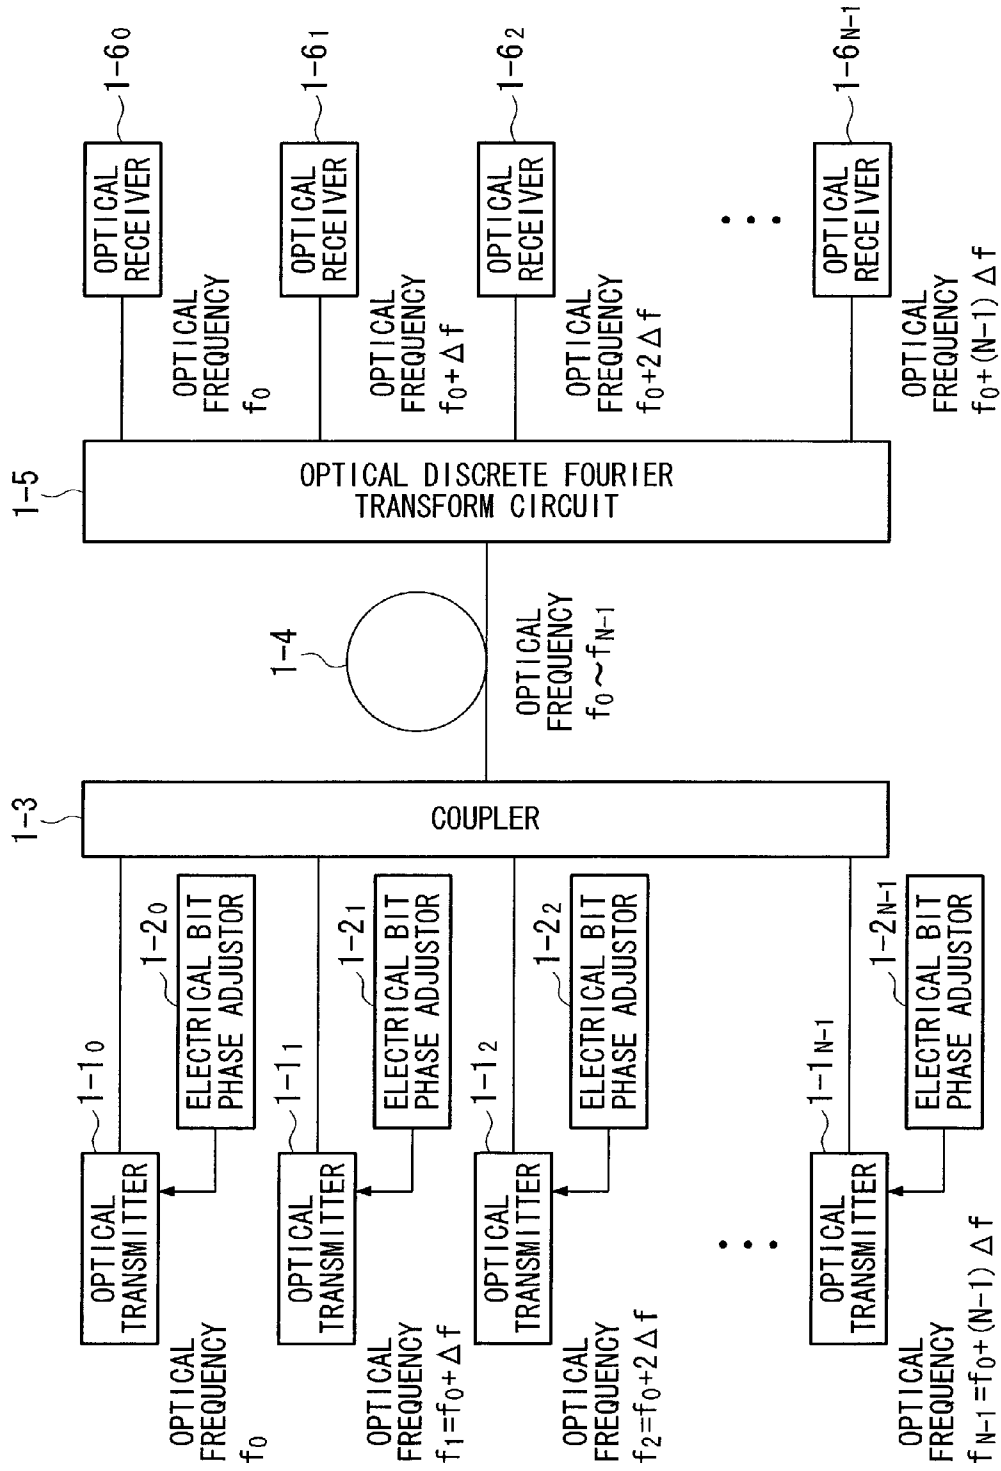 OPTICAL
TRANSMITTER
1-1₀
OPTICAL
FREQUENCY
f₀
ELECTRICAL BIT
PHASE ADJUSTOR
1-2₀
OPTICAL
TRANSMITTER
1-1₁
OPTICAL
FREQUENCY
f₁=f₀+Δf
ELECTRICAL BIT
PHASE ADJUSTOR
1-2₁
OPTICAL
TRANSMITTER
1-1₂
OPTICAL
FREQUENCY
f₂=f₀+2Δf
ELECTRICAL BIT
PHASE ADJUSTOR
1-2₂
OPTICAL
TRANSMITTER
1-1N-1
OPTICAL
FREQUENCY
fN-1=f₀+(N-1)Δf
ELECTRICAL BIT
PHASE ADJUSTOR
1-2N-1
1-3
COUPLER
1-4
OPTICAL
FREQUENCY
f₀~fN-1
1-5
OPTICAL DISCRETE FOURIER
TRANSFORM CIRCUIT
OPTICAL
RECEIVER
1-6₀
OPTICAL
FREQUENCY
f₀
OPTICAL
RECEIVER
1-6₁
OPTICAL
FREQUENCY
f₀+Δf
OPTICAL
RECEIVER
1-6₂
OPTICAL
FREQUENCY
f₀+2Δf
OPTICAL
RECEIVER
1-6N-1
OPTICAL
FREQUENCY
f₀+(N-1)Δf